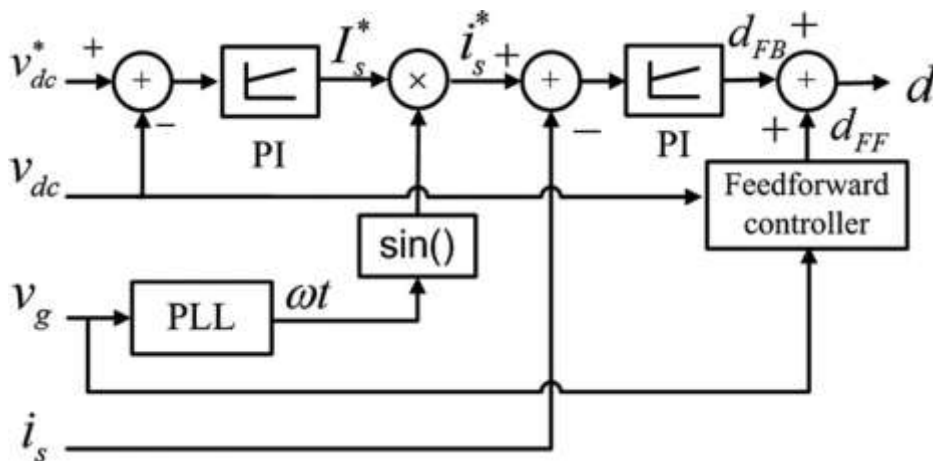 v*dc + + − PI I*s × i*s + + − PI dFB + + + d
dFF
vdc
Feedforward
controller
sin()
vg PLL ωt
is